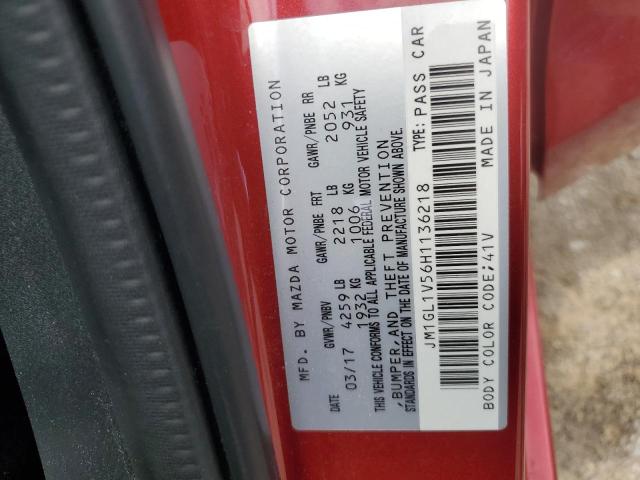 MFD. BY MAZDA MOTOR CORPORATION
DATE GVWR/PNBV GAWR/PNBE FRT GAWR/PNBE RR
03/17 4259 LB 2218 LB 2052 LB
1932 KG 1006 KG 931 KG
THIS VEHICLE CONFORMS TO ALL APPLICABLE FEDERAL MOTOR VEHICLE SAFETY
,BUMPER,AND THEFT PREVENTION
STANDARDS IN EFFECT ON THE DATE OF MANUFACTURE SHOWN ABOVE.
JM1GL1V56H1136218 TYPE: PASS CAR
BODY COLOR CODE;41V MADE IN JAPAN